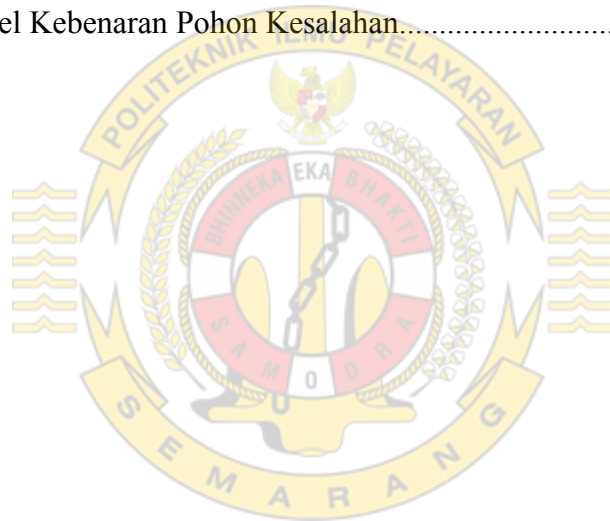 el Kebenaran Pohon Kesalahan..............................
POLITEKNIK ILMU PELAYARAN
BHINNEKA EKA BHAKTI
SAMODRA
SEMARANG